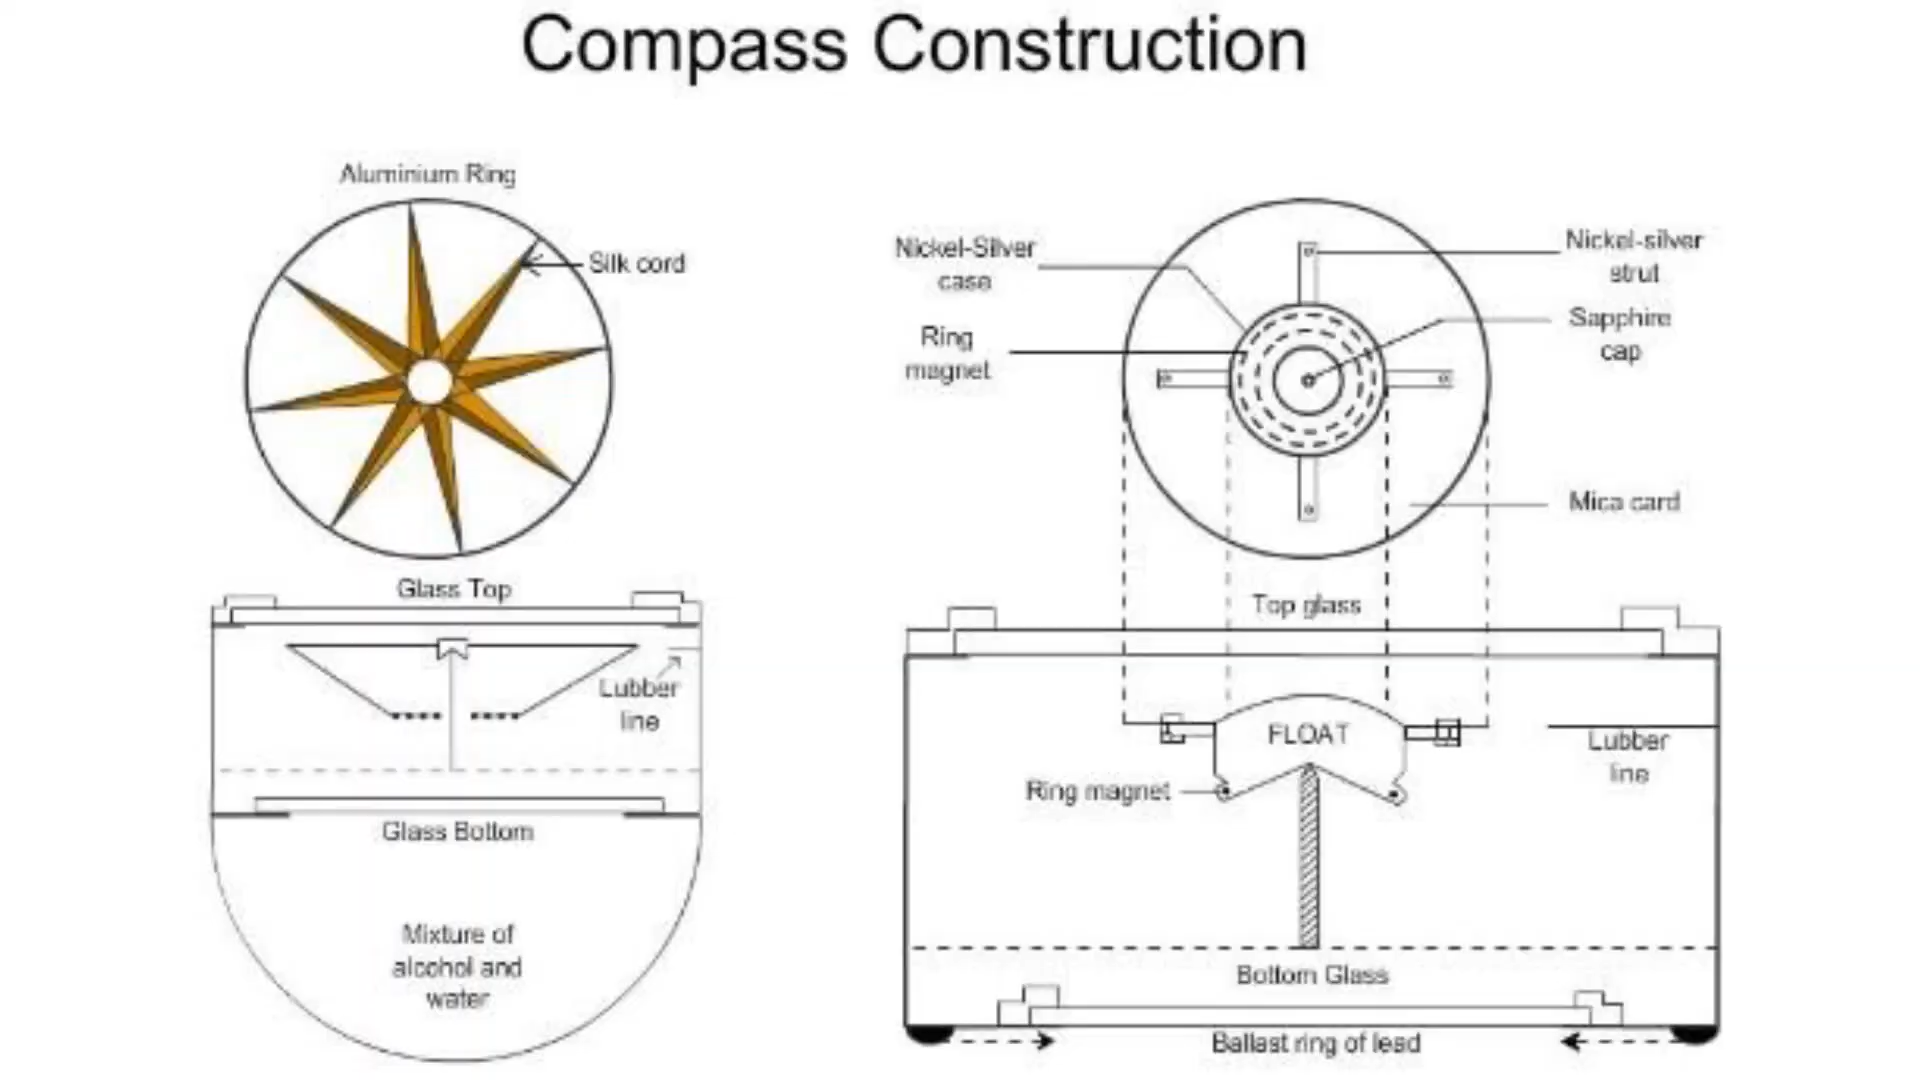 Compass Construction
Aluminium Ring
Silk cord
Glass Top
Lubber
line
Glass Bottom
Mixture of
alcohol and
water
Nickel-Silver
case
Ring
magnet
Nickel-silver
strut
Sapphire
cap
Mica card
Top glass
FLOAT
Lubber
line
Ring magnet
Bottom Glass
Ballast ring of lead